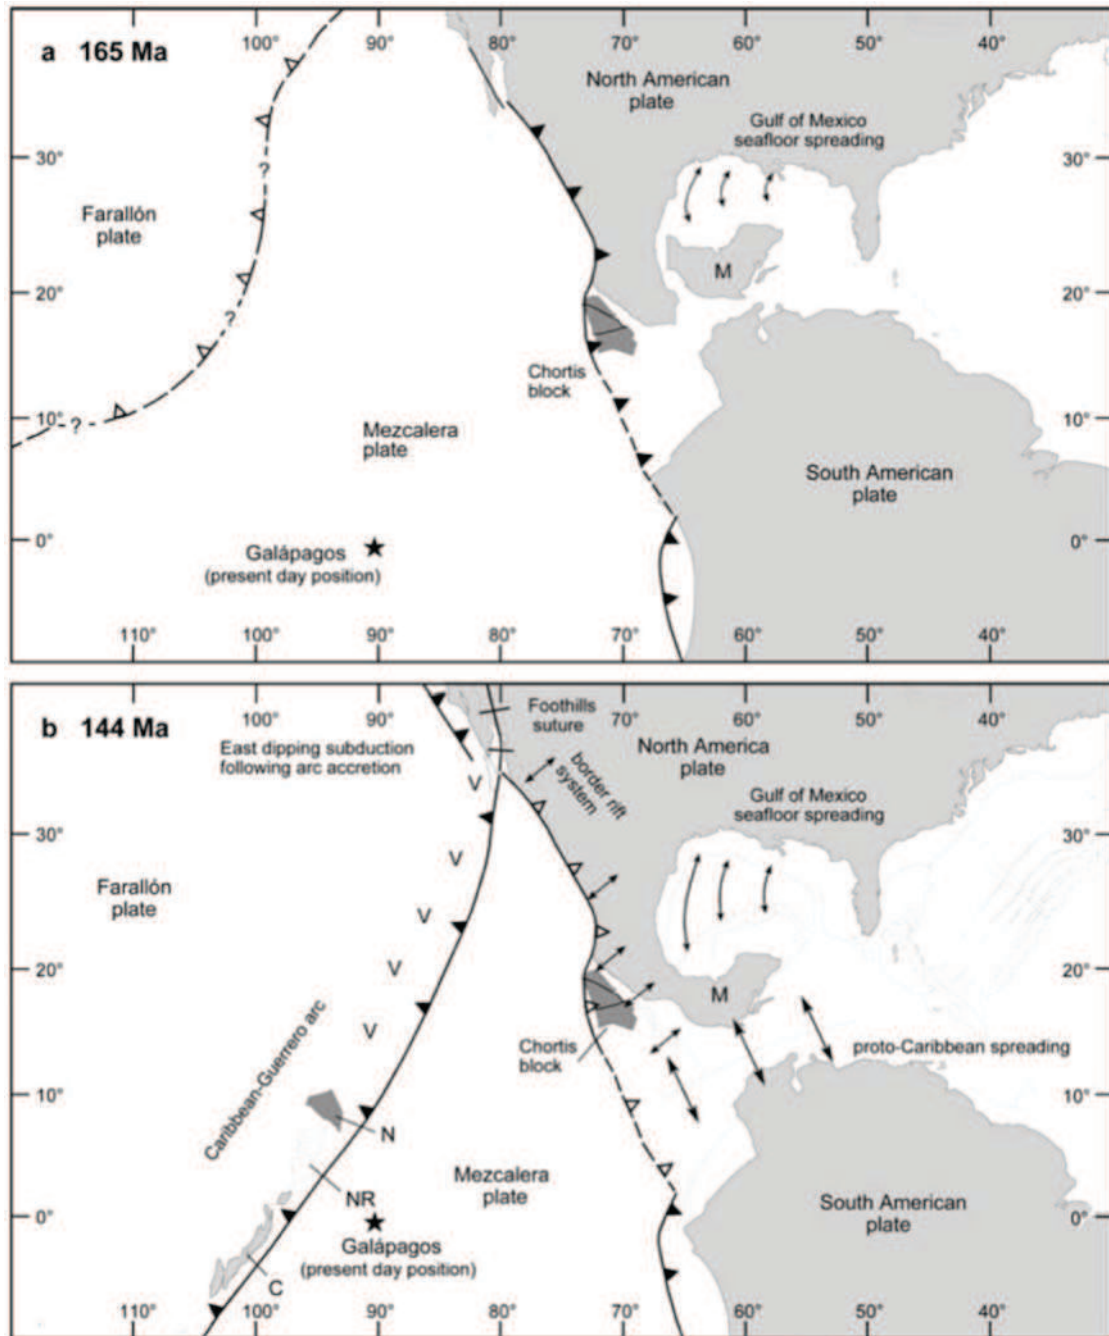 a 165 Ma
100°
90°
80°
70°
60°
50°
40°
North American
plate
Gulf of Mexico
seafloor spreading
30°
30°
?
Farallón
plate
M
20°
20°
?
Chortis
block
10°
10°
?
Mezcalera
plate
South American
plate
0°
0°
Galápagos
(present day position)
110°
100°
90°
80°
70°
60°
50°
40°
b 144 Ma
100°
90°
Foothills
suture
70°
60°
50°
40°
East dipping subduction
following arc accretion
North America
plate
border rift
system
V
Gulf of Mexico
seafloor spreading
30°
30°
V
Farallón
plate
V
20°
V
20°
M
V
Caribbean-Guerrero arc
Chortis
block
proto-Caribbean spreading
10°
10°
N
Mezcalera
plate
NR
South American
plate
0°
0°
Galápagos
(present day position)
C
110°
100°
90°
80°
70°
60°
50°
40°